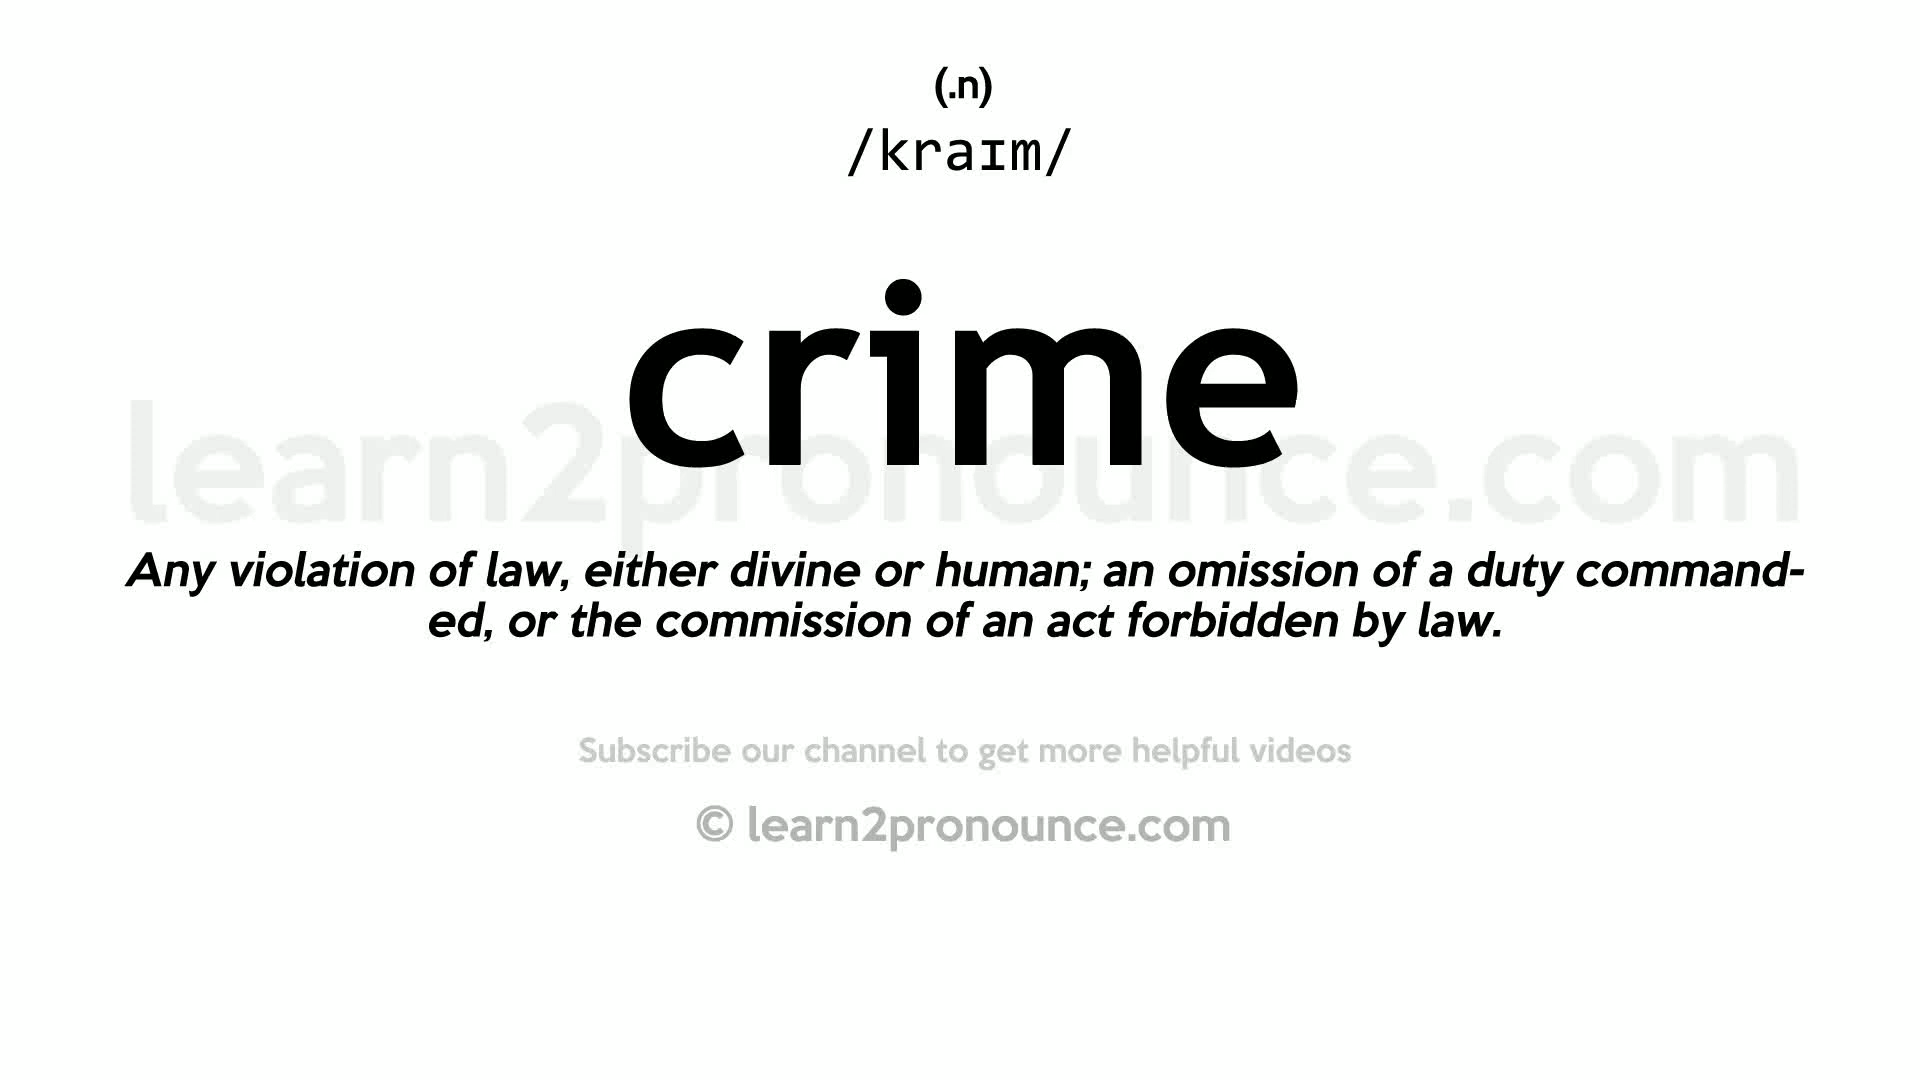 (.n)
/kraɪm/
crime
learn2pronounce.com
Any violation of law, either divine or human; an omission of a duty command-
ed, or the commission of an act forbidden by law.
Subscribe our channel to get more helpful videos
© learn2pronounce.com